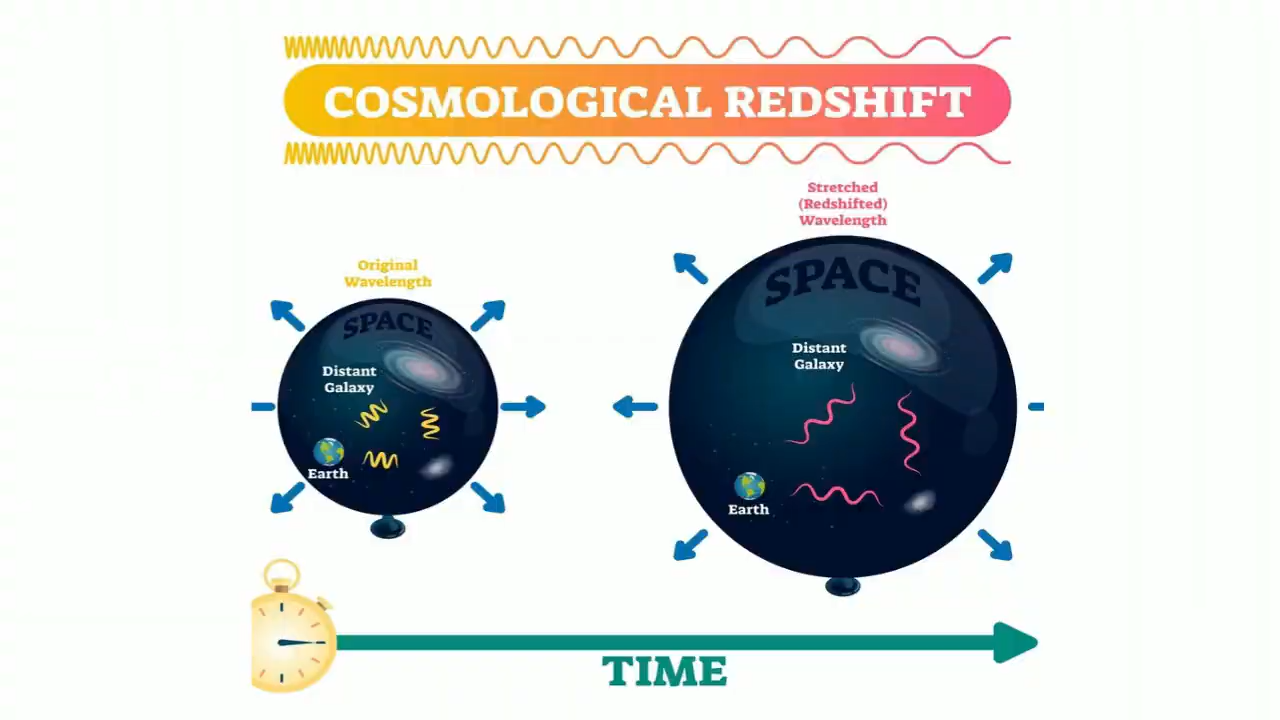 COSMOLOGICAL REDSHIFT
Original
Wavelength
SPACE
Distant
Galaxy
Earth
Stretched
(Redshifted)
Wavelength
SPACE
Distant
Galaxy
Earth
TIME